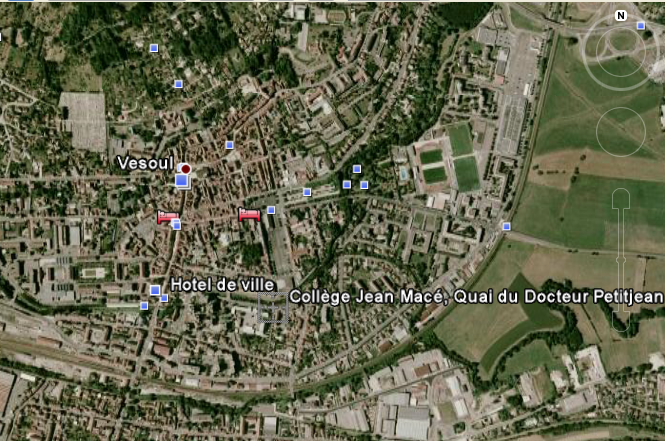 N
Vesoul
Hotel de ville
Collège Jean Macé, Quai du Docteur Petitjean